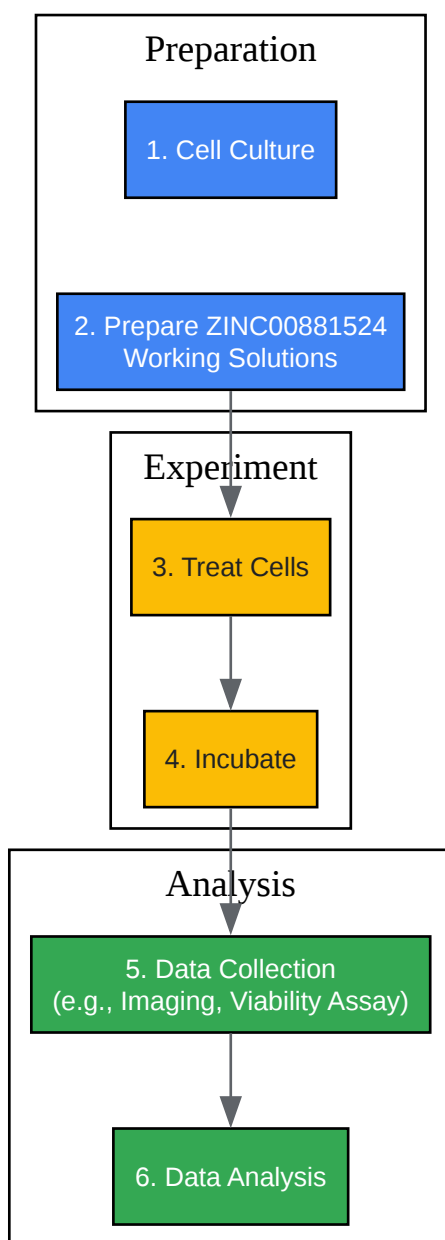 Preparation
1. Cell Culture
2. Prepare ZINC00881524
Working Solutions
Experiment
3. Treat Cells
4. Incubate
Analysis
5. Data Collection
(e.g., Imaging, Viability Assay)
6. Data Analysis